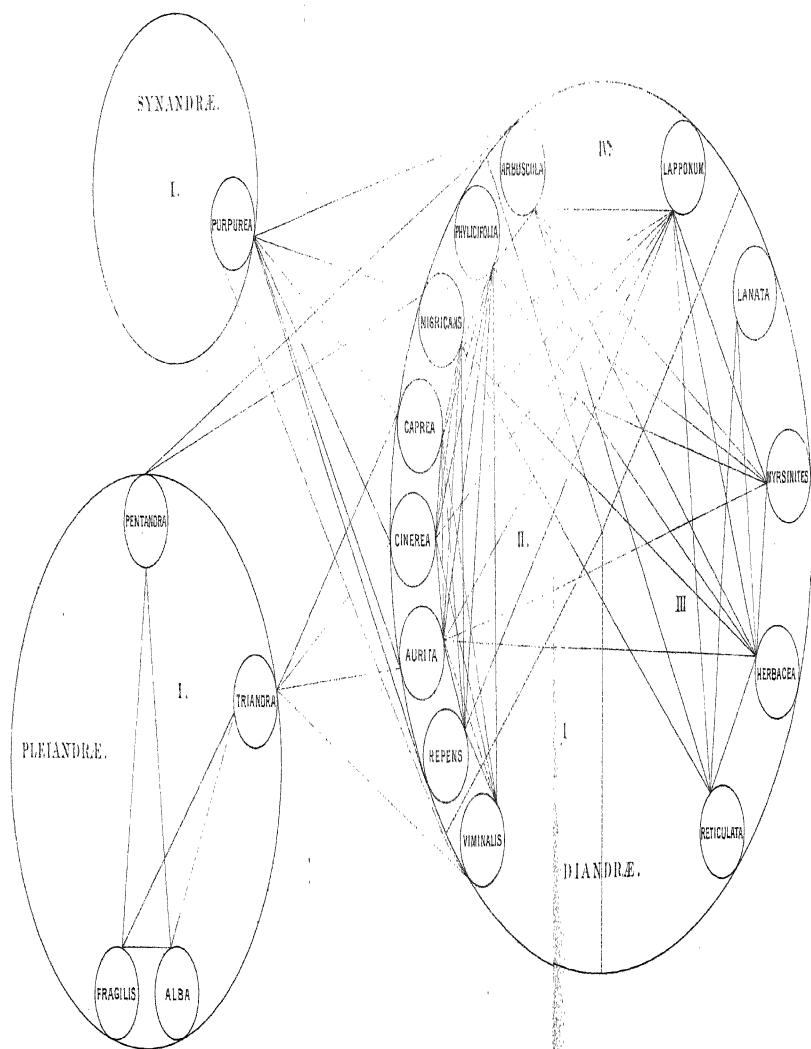 SYNANDRÆ.
I.
PURPUREA
ARBUSCULA
IV.
LAPPONUM
PHYLICIFOLIA
LANATA
NIGRICANS
CAPREA
MYRSINITES
PENTANDRA
CINEREA
II.
III
AURITA
HERBACEA
I.
TRIANDRA
PLEIANDRÆ.
REPENS
I
VIMINALIS
RETICULATA
DIANDRÆ.
FRAGILIS
ALBA